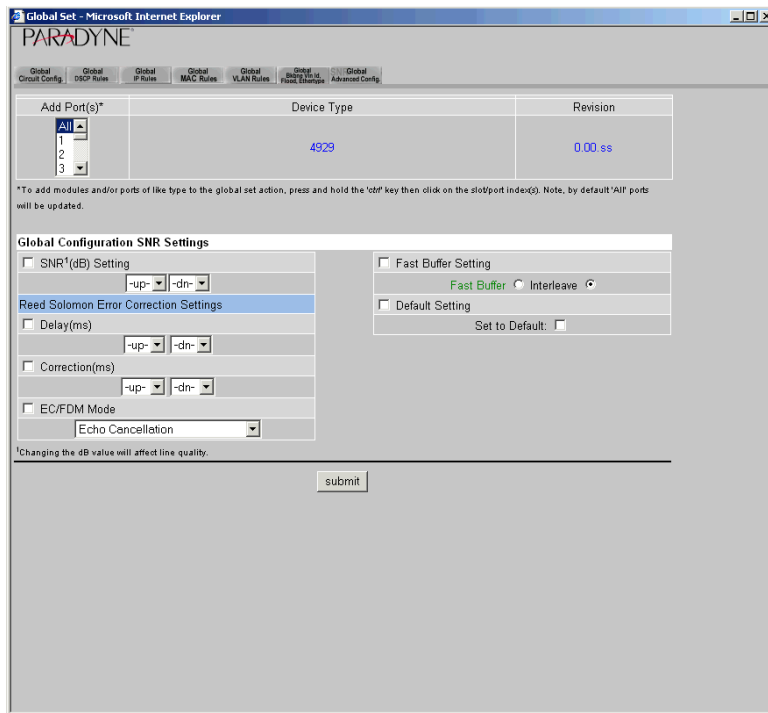 Global Set - Microsoft Internet Explorer
PARADYNE
Global Circuit Config.
Global DSCP Rules
Global IP Rules
Global MAC Rules
Global VLAN Rules
Global Bkbng Vln Id, Flood, Ethertype
Global Advanced Config.
Add Port(s)* Device Type Revision
All
1
2
3
4929
0.00.ss
*To add modules and/or ports of like type to the global set action, press and hold the 'ctrl' key then click on the slot/port index(s). Note, by default 'All' ports
will be updated.
Global Configuration SNR Settings
SNR¹(dB) Setting
-up- -dn-
Reed Solomon Error Correction Settings
Delay(ms)
-up- -dn-
Correction(ms)
-up- -dn-
EC/FDM Mode
Echo Cancellation
Fast Buffer Setting
Fast Buffer Interleave
Default Setting
Set to Default:
¹Changing the dB value will affect line quality.
submit